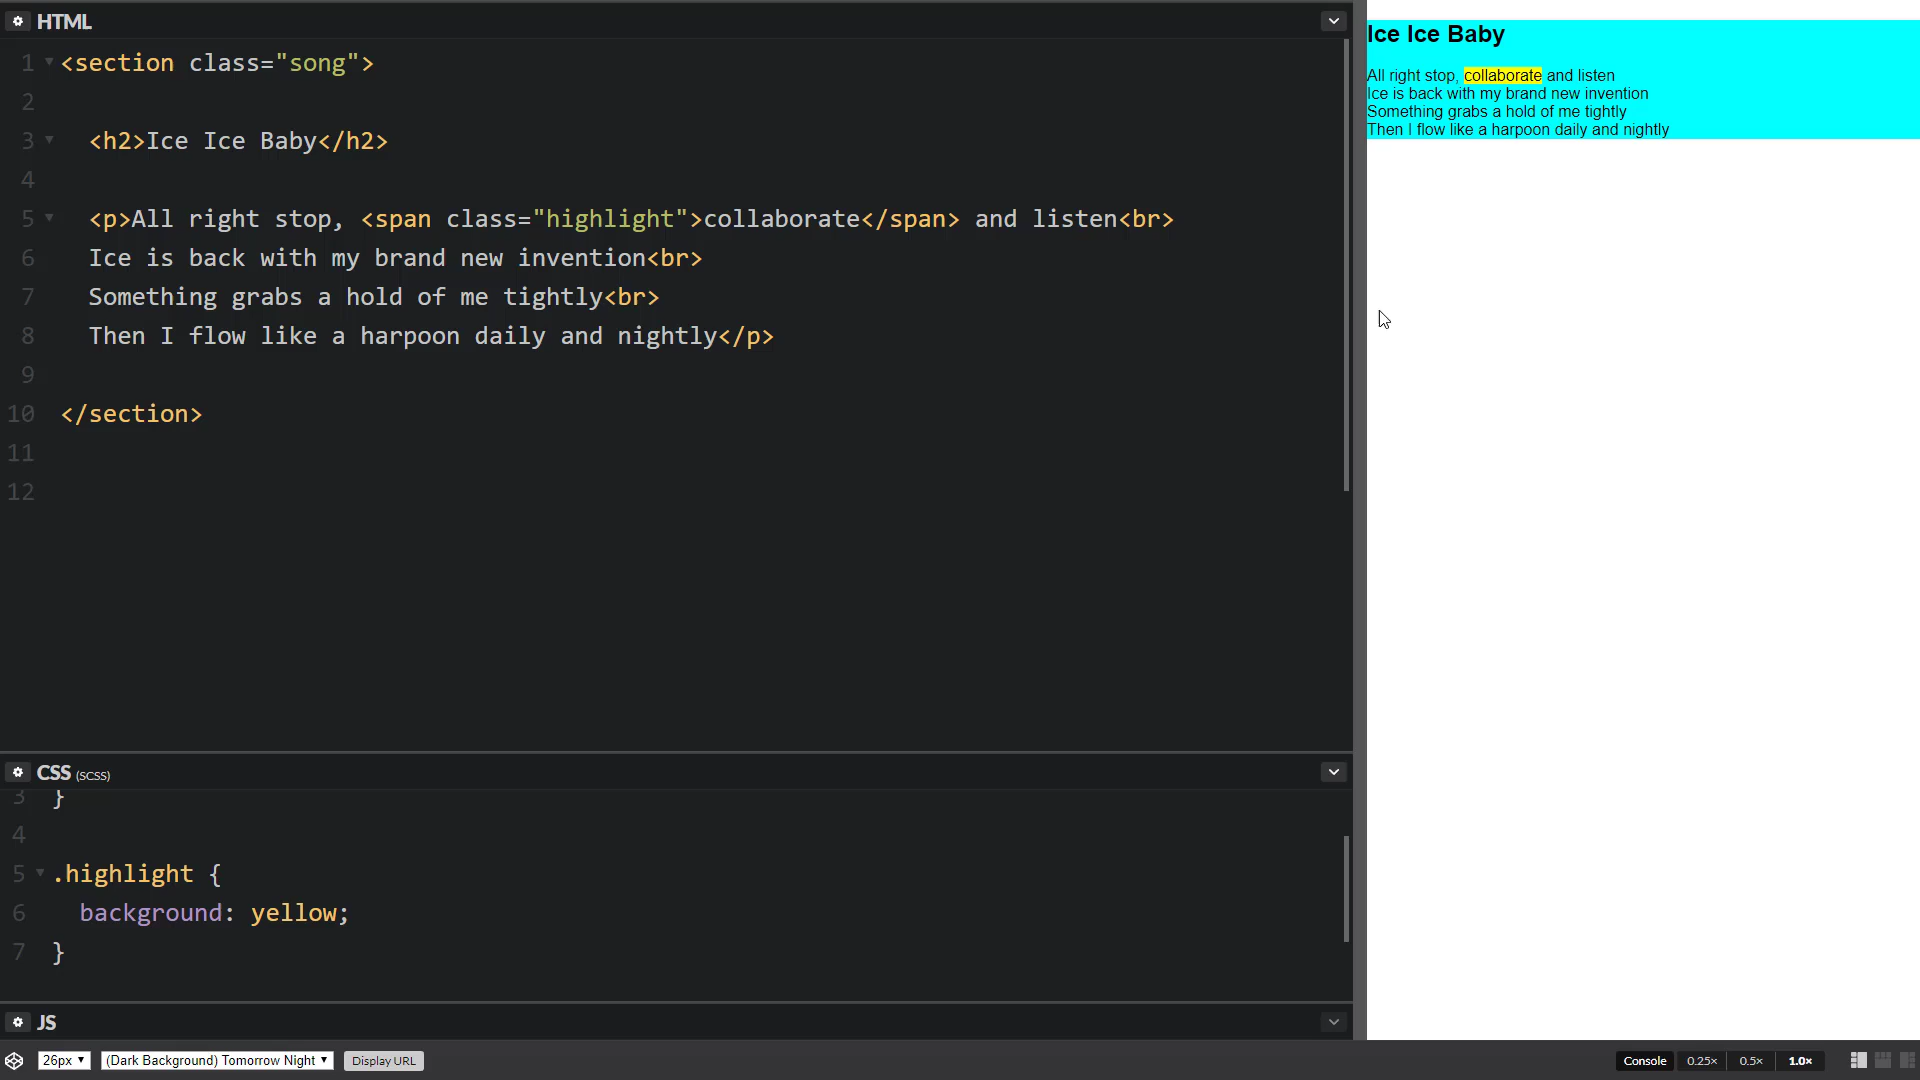 HTML
1 <section class="song">
2
3 <h2>Ice Ice Baby</h2>
4
5 <p>All right stop, <span class="highlight">collaborate</span> and listen<br>
6 Ice is back with my brand new invention<br>
7 Something grabs a hold of me tightly<br>
8 Then I flow like a harpoon daily and nightly</p>
9
10 </section>
11
12
CSS (SCSS)
3 }
4
5 .highlight {
6 background: yellow;
7 }
JS
26px (Dark Background) Tomorrow Night Display URL
Ice Ice Baby
All right stop, collaborate and listen
Ice is back with my brand new invention
Something grabs a hold of me tightly
Then I flow like a harpoon daily and nightly
Console 0.25× 0.5× 1.0×